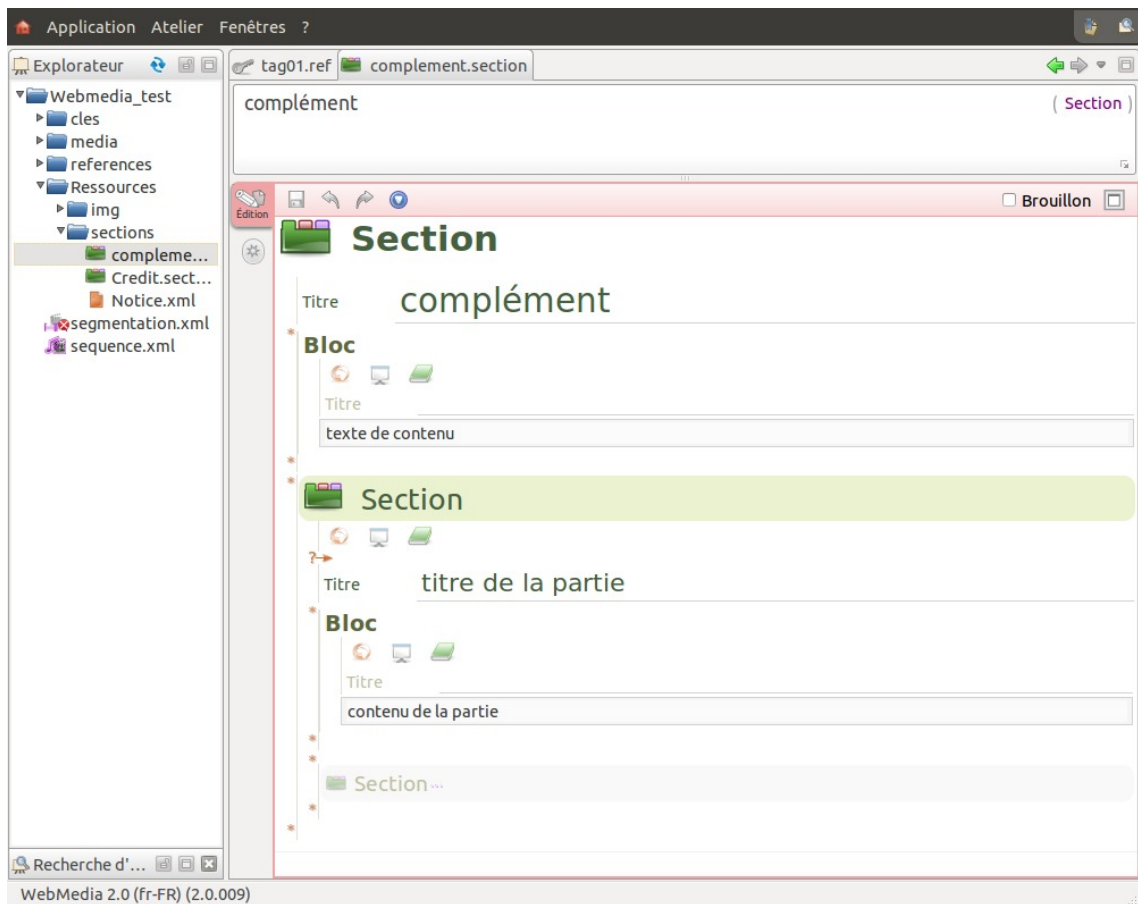 Application Atelier Fenêtres ?
Explorateur
tag01.ref complement.section
Webmedia_test
cles
media
references
Ressources
img
sections
compleme...
Credit.sect...
Notice.xml
segmentation.xml
sequence.xml
complément ( Section )
Édition
Brouillon
Section
Titre complément
Bloc
Titre
texte de contenu
Section
?
Titre titre de la partie
Bloc
Titre
contenu de la partie
Section...
Recherche d'...
WebMedia 2.0 (fr-FR) (2.0.009)